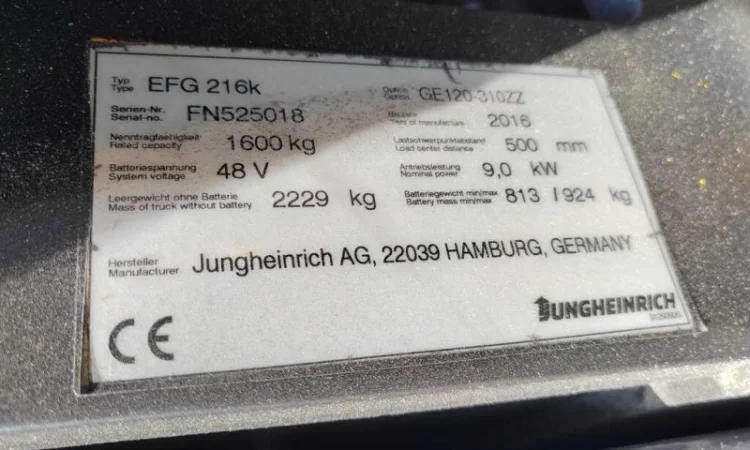 Typ
Type EFG 216k
Option
Option GE120-310ZZ
Serien-Nr.
Serial-no. FN525018
Year of manufacture 2016
Nenntragfaehigkeit
Rated capacity 1600 kg
Lastschwerpunktabstand
Load center distance 500 mm
Batteriespannung
System voltage 48 V
Antriebsleistung
Nominal power 9,0 kW
Leergewicht ohne Batterie
Mass of truck without battery 2229 kg
Batteriegewicht min/max
Battery mass min/max 813 / 924 kg
Hersteller
Manufacturer Jungheinrich AG, 22039 HAMBURG, GERMANY
JUNGHEINRICH
CE